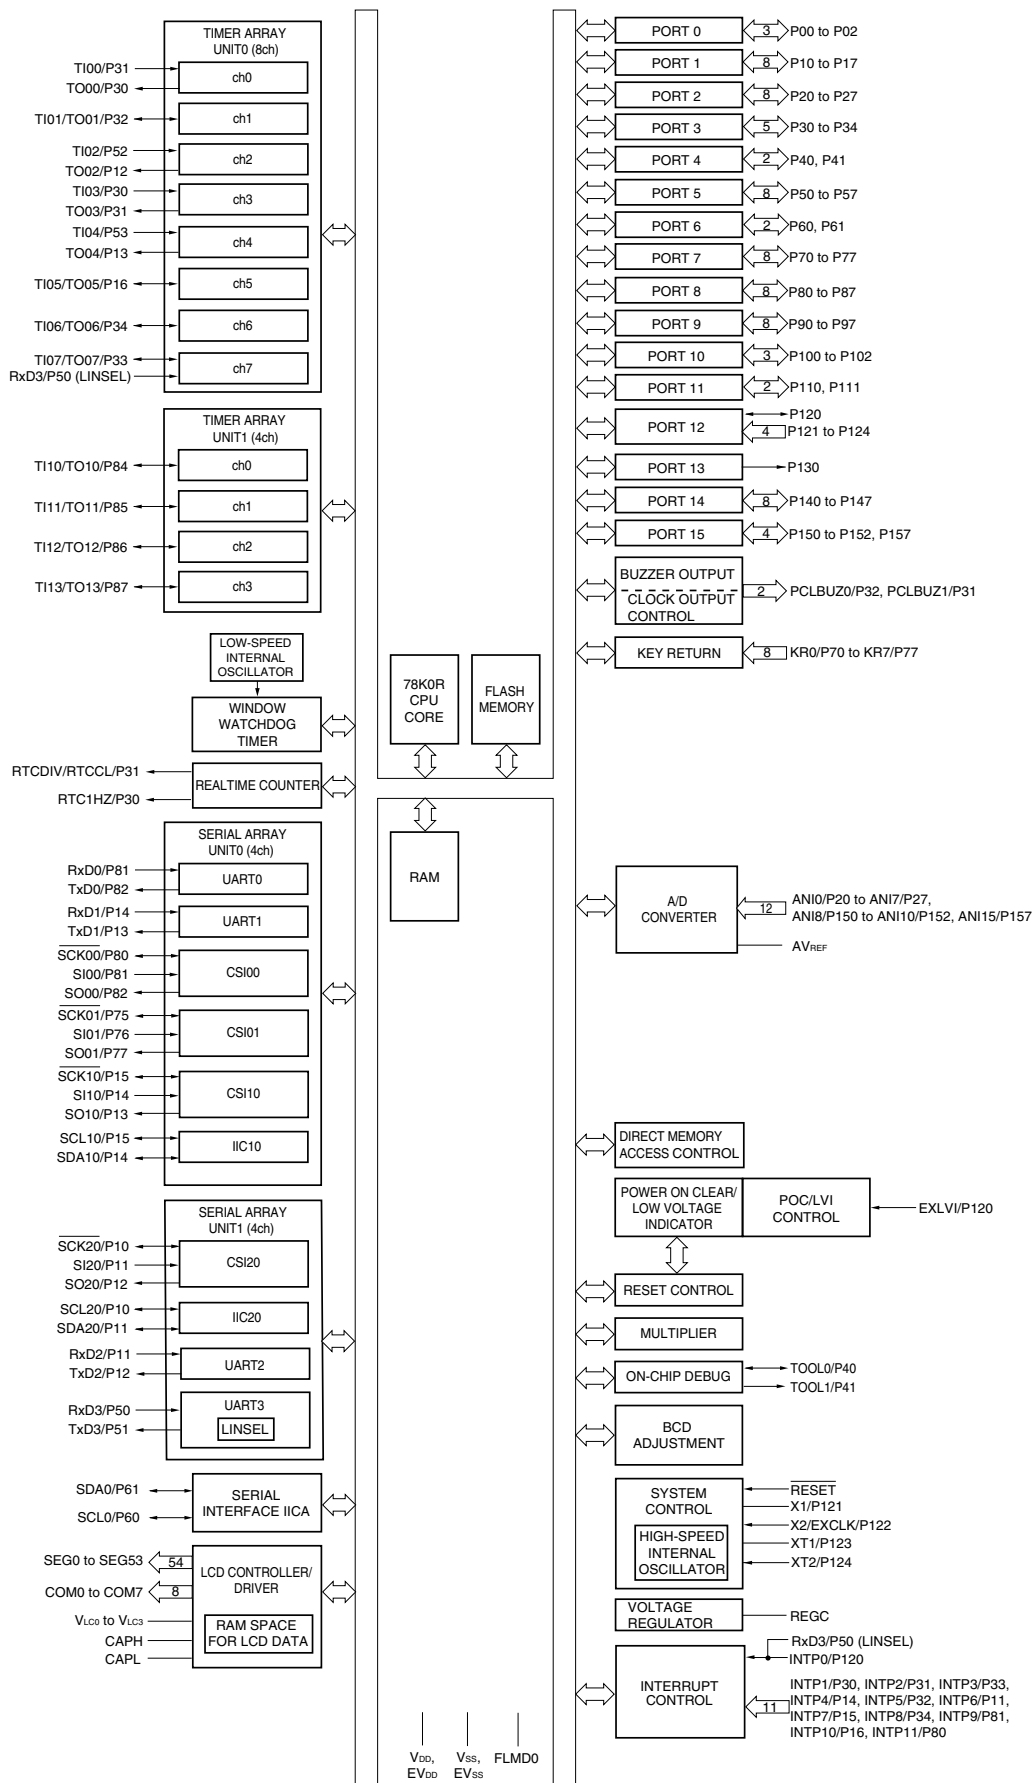 TIMER ARRAY
UNIT0 (8ch)
TI00/P31
TO00/P30
ch0
TI01/TO01/P32
ch1
TI02/P52
TO02/P12
ch2
TI03/P30
TO03/P31
ch3
TI04/P53
TO04/P13
ch4
TI05/TO05/P16
ch5
TI06/TO06/P34
ch6
TI07/TO07/P33
RxD3/P50 (LINSEL)
ch7
TIMER ARRAY
UNIT1 (4ch)
TI10/TO10/P84
ch0
TI11/TO11/P85
ch1
TI12/TO12/P86
ch2
TI13/TO13/P87
ch3
LOW-SPEED
INTERNAL
OSCILLATOR
WINDOW
WATCHDOG
TIMER
RTCDIV/RTCCL/P31
RTC1HZ/P30
REALTIME COUNTER
SERIAL ARRAY
UNIT0 (4ch)
RxD0/P81
TxD0/P82
UART0
RxD1/P14
TxD1/P13
UART1
SCK00/P80
SI00/P81
SO00/P82
CSI00
SCK01/P75
SI01/P76
SO01/P77
CSI01
SCK10/P15
SI10/P14
SO10/P13
CSI10
SCL10/P15
SDA10/P14
IIC10
SERIAL ARRAY
UNIT1 (4ch)
SCK20/P10
SI20/P11
SO20/P12
CSI20
SCL20/P10
SDA20/P11
IIC20
RxD2/P11
TxD2/P12
UART2
RxD3/P50
TxD3/P51
UART3
LINSEL
SDA0/P61
SCL0/P60
SERIAL
INTERFACE IICA
SEG0 to SEG53
54
COM0 to COM7
8
VLC0 to VLC3
CAPH
CAPL
LCD CONTROLLER/
DRIVER
RAM SPACE
FOR LCD DATA
78K0R
CPU
CORE
FLASH
MEMORY
RAM
VDD,
EVDD
VSS,
EVSS
FLMD0
PORT 0
3
P00 to P02
PORT 1
8
P10 to P17
PORT 2
8
P20 to P27
PORT 3
5
P30 to P34
PORT 4
2
P40, P41
PORT 5
8
P50 to P57
PORT 6
2
P60, P61
PORT 7
8
P70 to P77
PORT 8
8
P80 to P87
PORT 9
8
P90 to P97
PORT 10
3
P100 to P102
PORT 11
2
P110, P111
PORT 12
P120
4
P121 to P124
PORT 13
P130
PORT 14
8
P140 to P147
PORT 15
4
P150 to P152, P157
BUZZER OUTPUT
CLOCK OUTPUT
CONTROL
2
PCLBUZ0/P32, PCLBUZ1/P31
KEY RETURN
8
KR0/P70 to KR7/P77
A/D
CONVERTER
12
ANI0/P20 to ANI7/P27,
ANI8/P150 to ANI10/P152, ANI15/P157
AVREF
DIRECT MEMORY
ACCESS CONTROL
POWER ON CLEAR/
LOW VOLTAGE
INDICATOR
POC/LVI
CONTROL
EXLVI/P120
RESET CONTROL
MULTIPLIER
ON-CHIP DEBUG
TOOL0/P40
TOOL1/P41
BCD
ADJUSTMENT
SYSTEM
CONTROL
HIGH-SPEED
INTERNAL
OSCILLATOR
RESET
X1/P121
X2/EXCLK/P122
XT1/P123
XT2/P124
VOLTAGE
REGULATOR
REGC
INTERRUPT
CONTROL
RxD3/P50 (LINSEL)
INTP0/P120
11
INTP1/P30, INTP2/P31, INTP3/P33,
INTP4/P14, INTP5/P32, INTP6/P11,
INTP7/P15, INTP8/P34, INTP9/P81,
INTP10/P16, INTP11/P80